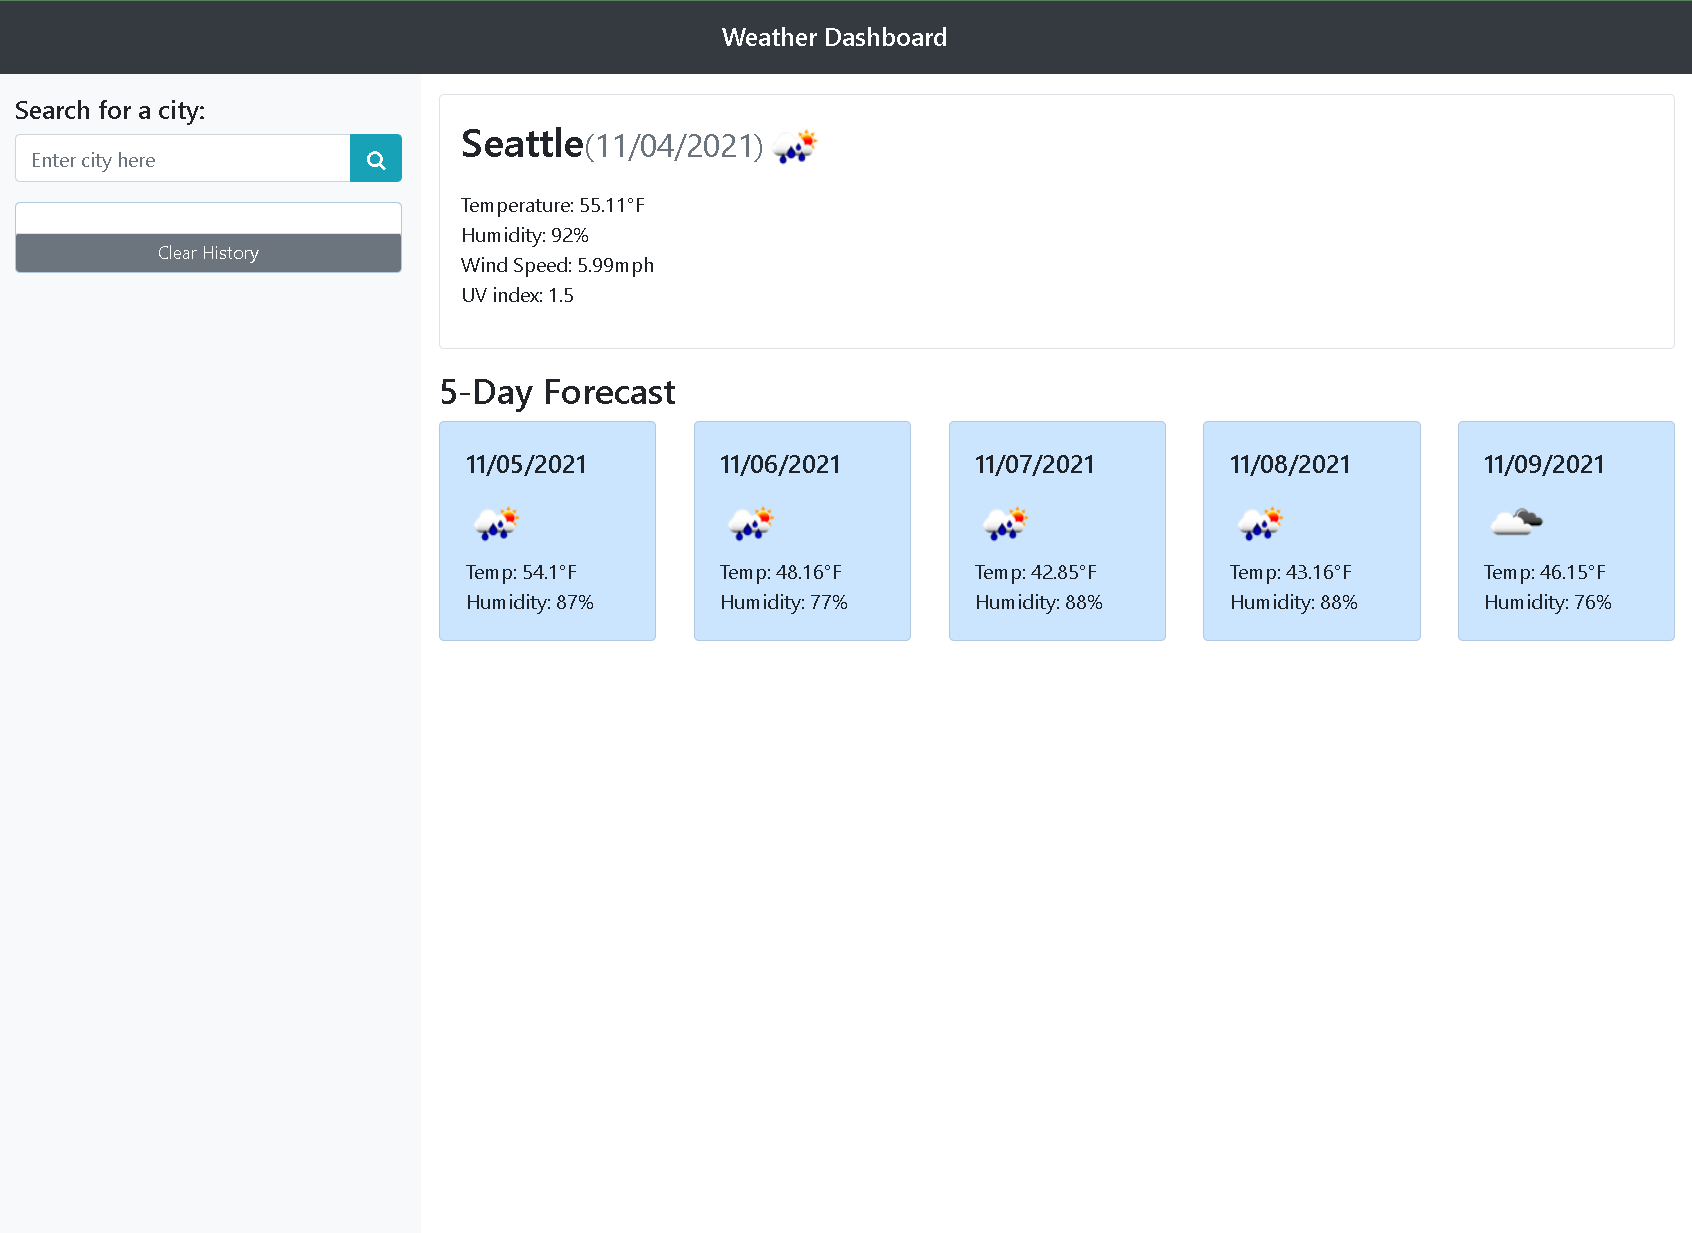 Weather Dashboard
Search for a city:
Enter city here
Clear History
Seattle(11/04/2021)
Temperature: 55.11°F
Humidity: 92%
Wind Speed: 5.99mph
UV index: 1.5
5-Day Forecast
11/05/2021
Temp: 54.1°F
Humidity: 87%
11/06/2021
Temp: 48.16°F
Humidity: 77%
11/07/2021
Temp: 42.85°F
Humidity: 88%
11/08/2021
Temp: 43.16°F
Humidity: 88%
11/09/2021
Temp: 46.15°F
Humidity: 76%